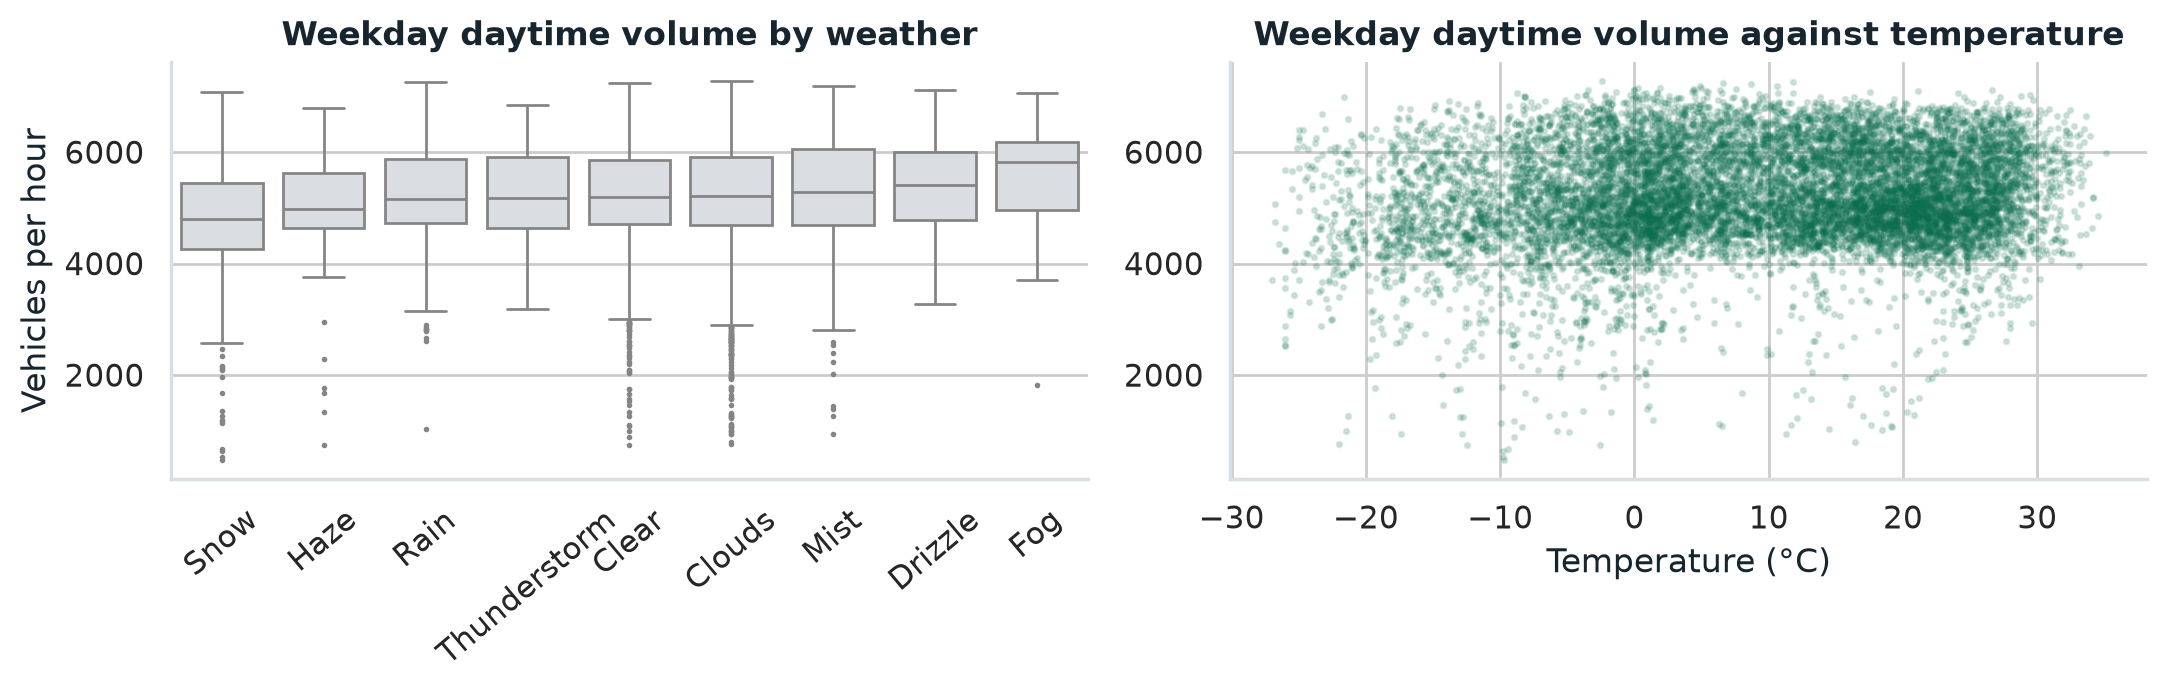 Weekday daytime volume by weather
Vehicles per hour
6000
4000
2000
Snow
Haze
Rain
Thunderstorm
Clear
Clouds
Mist
Drizzle
Fog
Weekday daytime volume against temperature
6000
4000
2000
−30 −20 −10 0 10 20 30
Temperature (°C)